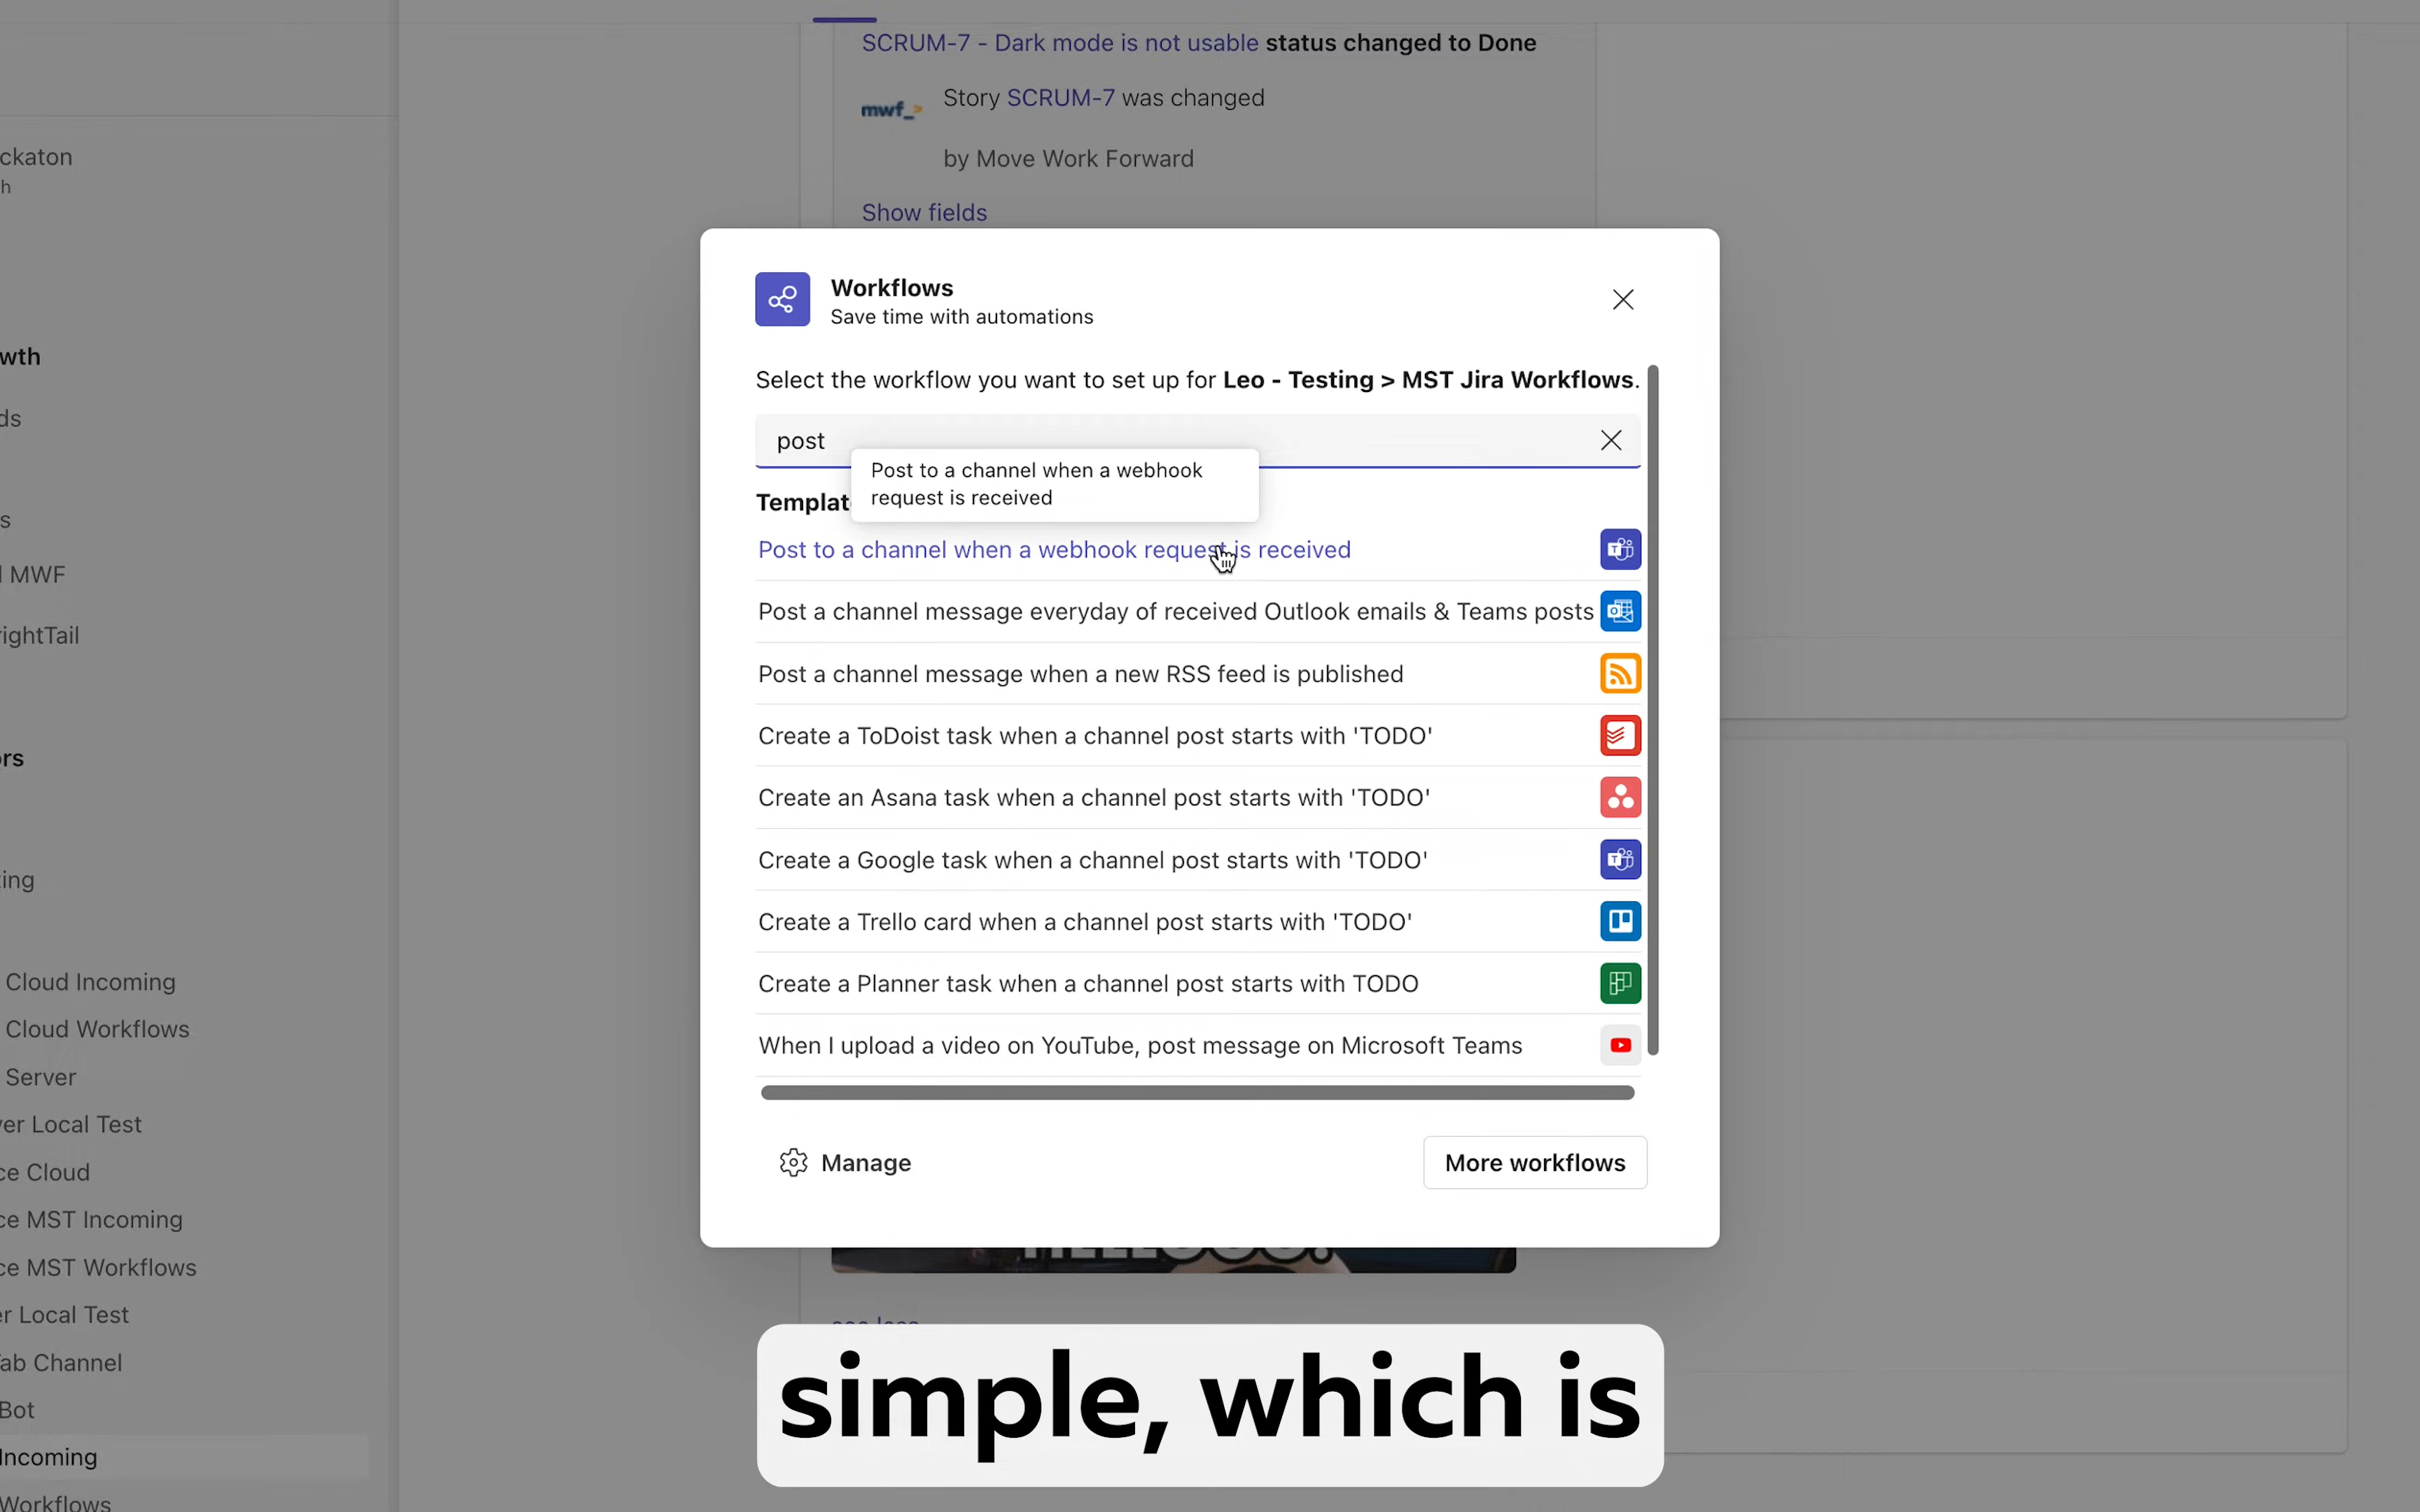 SCRUM-7 - Dark mode is not usable status changed to Done
mwf_>
Story SCRUM-7 was changed
by Move Work Forward
Show fields
ckaton
h
wth
ds
s
MWF
rightTail
ors
ting
Cloud Incoming
Cloud Workflows
Server
ver Local Test
ce Cloud
ce MST Incoming
ce MST Workflows
er Local Test
ab Channel
Bot
Incoming
Workflows
Workflows
Save time with automations
Select the workflow you want to set up for Leo - Testing > MST Jira Workflows.
post
Post to a channel when a webhook
request is received
Templat
Post to a channel when a webhook request is received
Post a channel message everyday of received Outlook emails & Teams posts
Post a channel message when a new RSS feed is published
Create a ToDoist task when a channel post starts with 'TODO'
Create an Asana task when a channel post starts with 'TODO'
Create a Google task when a channel post starts with 'TODO'
Create a Trello card when a channel post starts with 'TODO'
Create a Planner task when a channel post starts with TODO
When I upload a video on YouTube, post message on Microsoft Teams
Manage
More workflows
see less
simple, which is